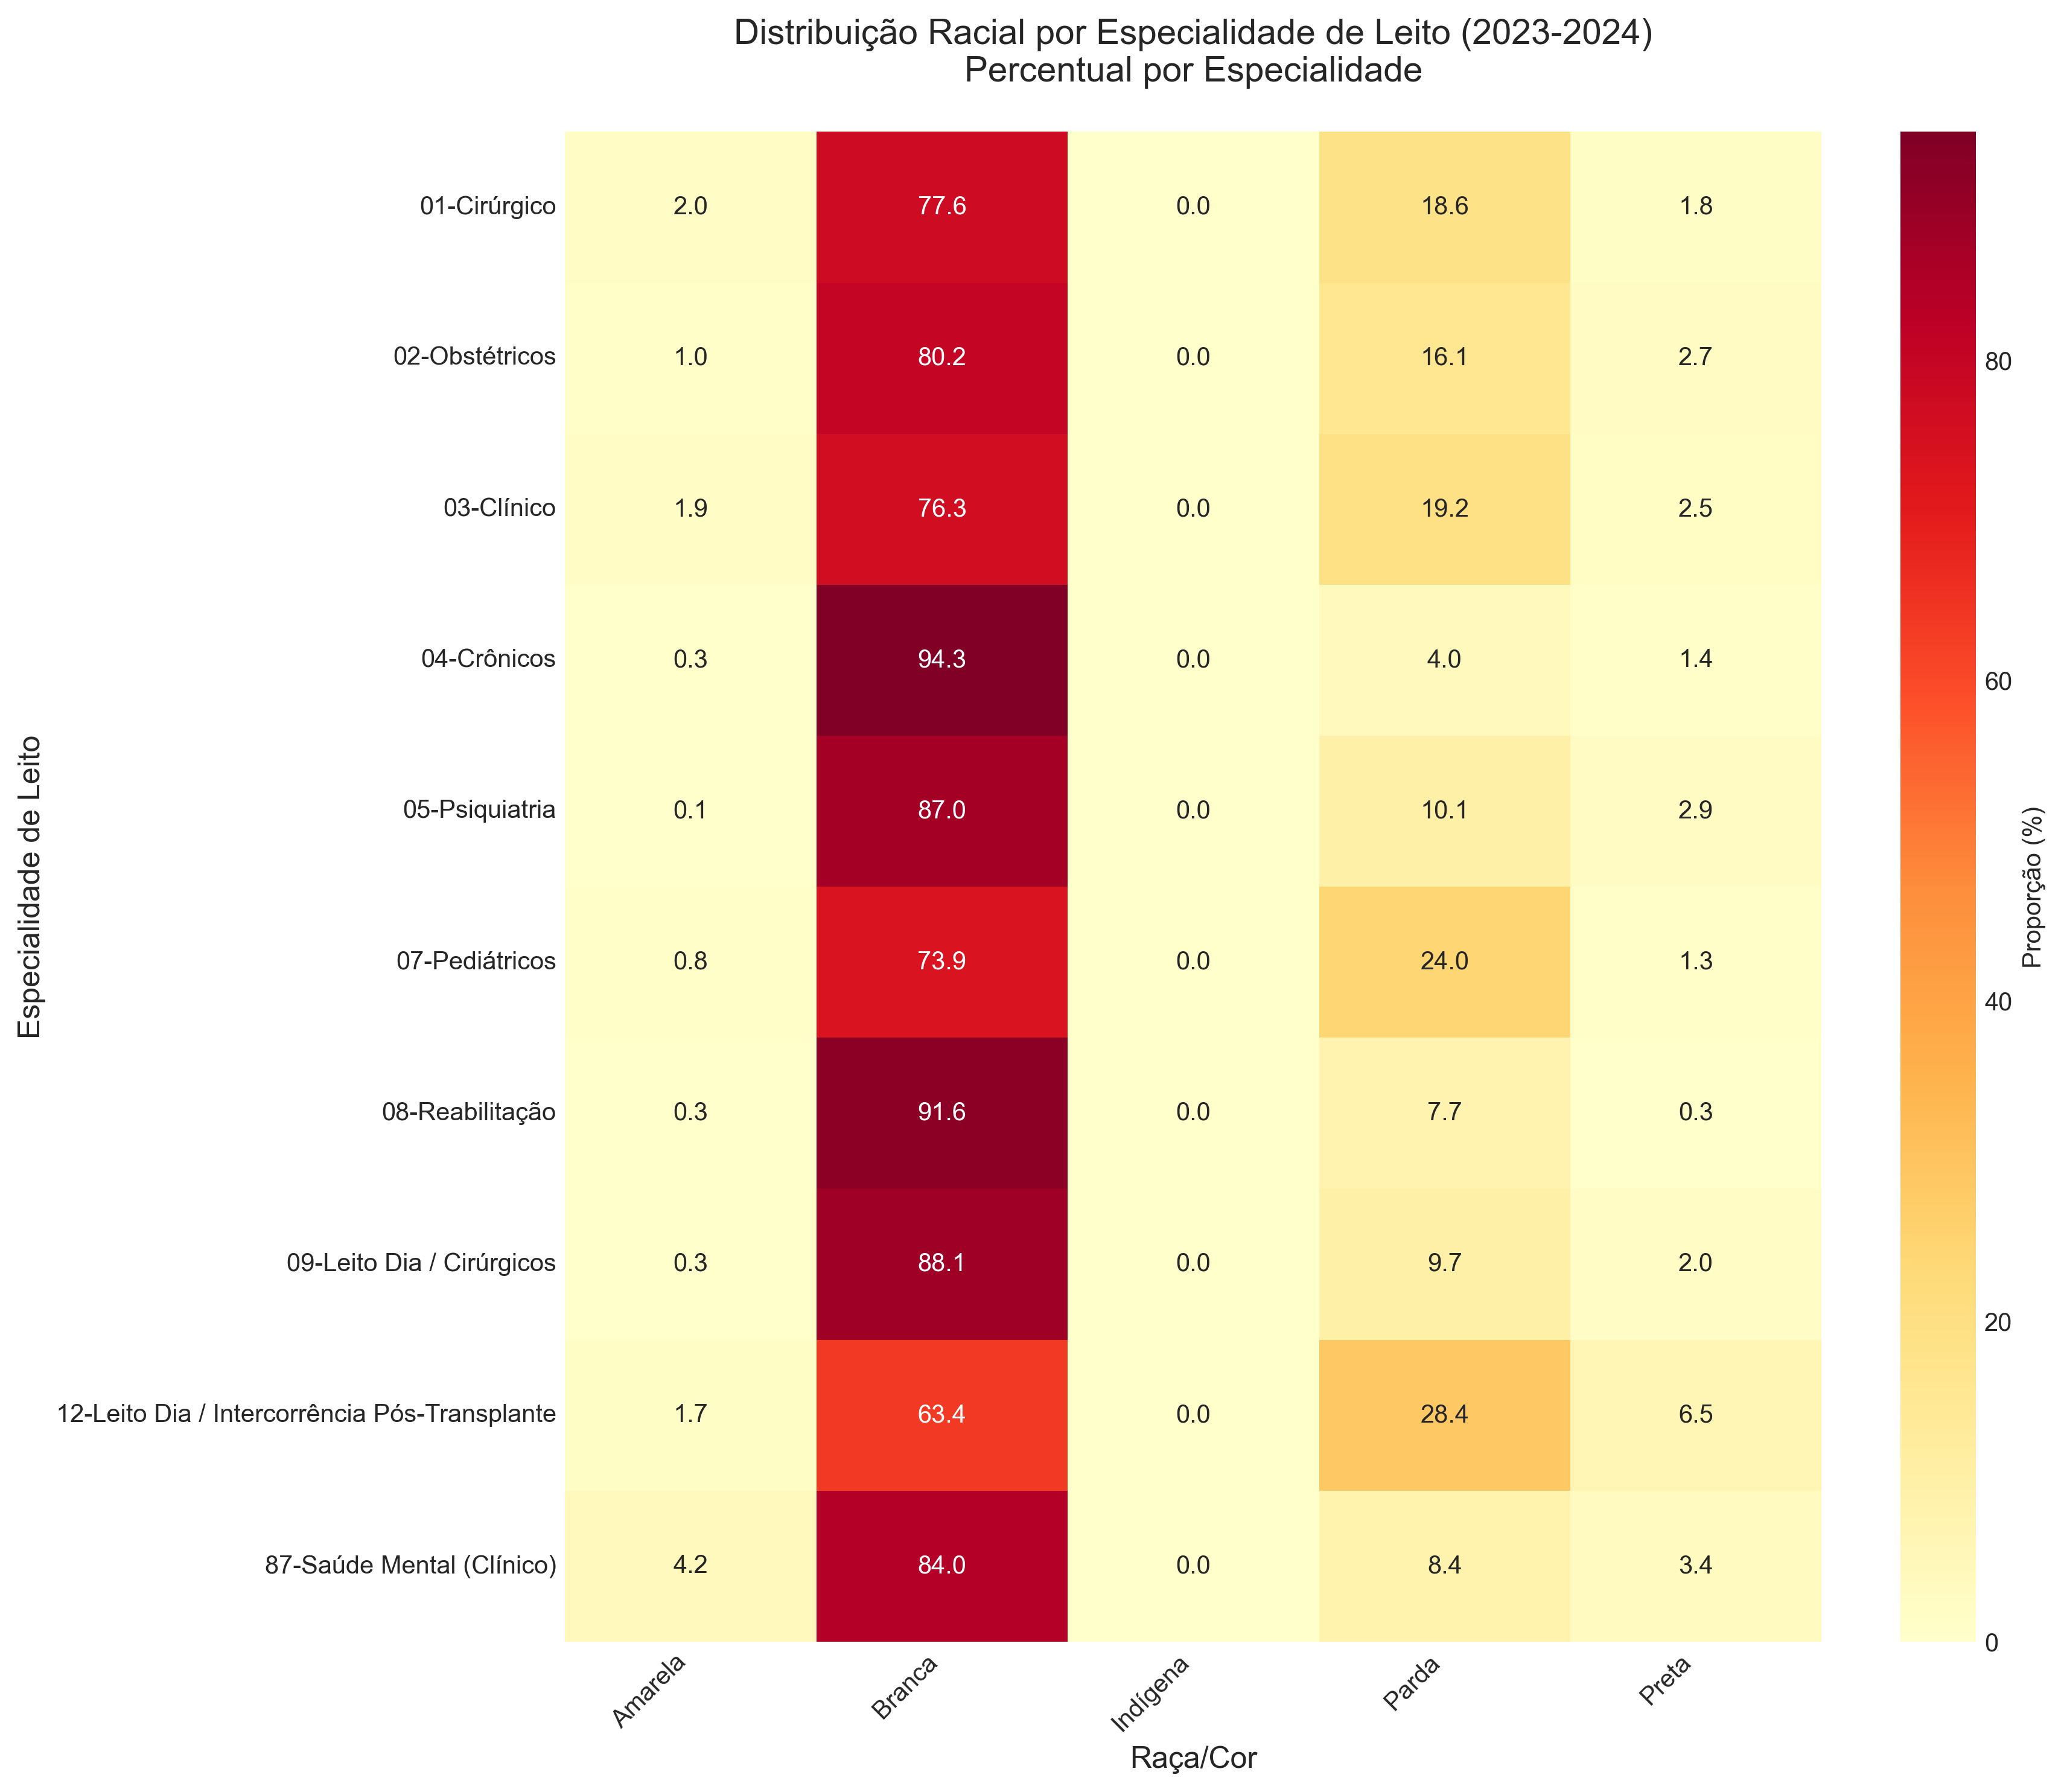 Distribuição Racial por Especialidade de Leito (2023-2024)
Percentual por Especialidade
Especialidade de Leito
01-Cirúrgico 2.0 77.6 0.0 18.6 1.8
02-Obstétricos 1.0 80.2 0.0 16.1 2.7
03-Clínico 1.9 76.3 0.0 19.2 2.5
04-Crônicos 0.3 94.3 0.0 4.0 1.4
05-Psiquiatria 0.1 87.0 0.0 10.1 2.9
07-Pediátricos 0.8 73.9 0.0 24.0 1.3
08-Reabilitação 0.3 91.6 0.0 7.7 0.3
09-Leito Dia / Cirúrgicos 0.3 88.1 0.0 9.7 2.0
12-Leito Dia / Intercorrência Pós-Transplante 1.7 63.4 0.0 28.4 6.5
87-Saúde Mental (Clínico) 4.2 84.0 0.0 8.4 3.4
Amarela Branca Indígena Parda Preta
Raça/Cor
80
60
40
20
0
Proporção (%)